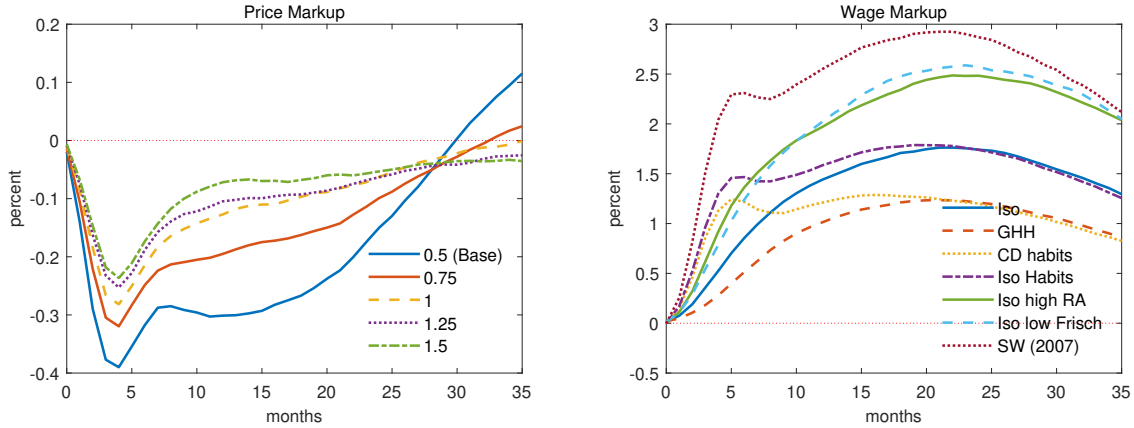 Price Markup
percent
0.2
0.1
0
-0.1
-0.2
-0.3
-0.4
0 5 10 15 20 25 30 35
months
0.5 (Base)
0.75
1
1.25
1.5
Wage Markup
percent
3
2.5
2
1.5
1
0.5
0
-0.5
0 5 10 15 20 25 30 35
months
Iso
GHH
CD habits
Iso Habits
Iso high RA
Iso low Frisch
SW (2007)